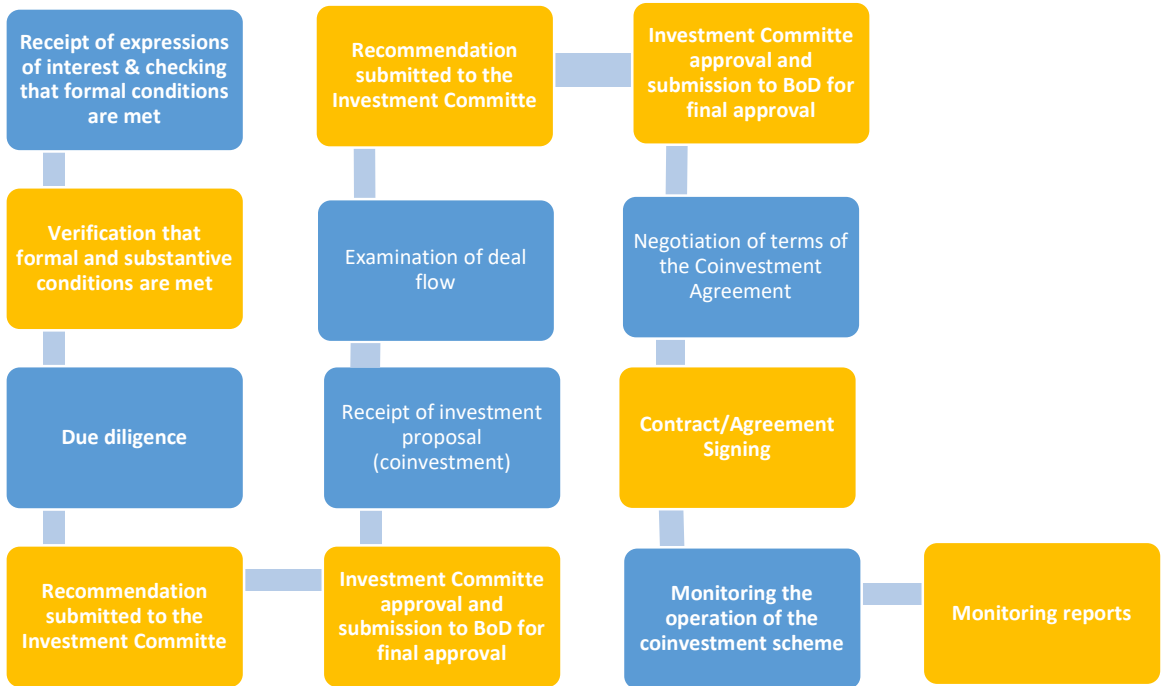 Receipt of expressions
of interest & checking
that formal conditions
are met
Verification that
formal and substantive
conditions are met
Due diligence
Recommendation
submitted to the
Investment Committe
Investment Committe
approval and
submission to BoD for
final approval
Receipt of investment
proposal
(coinvestment)
Examination of deal
flow
Recommendation
submitted to the
Investment Committe
Investment Committe
approval and
submission to BoD for
final approval
Negotiation of terms of
the Coinvestment
Agreement
Contract/Agreement
Signing
Monitoring the
operation of the
coinvestment scheme
Monitoring reports